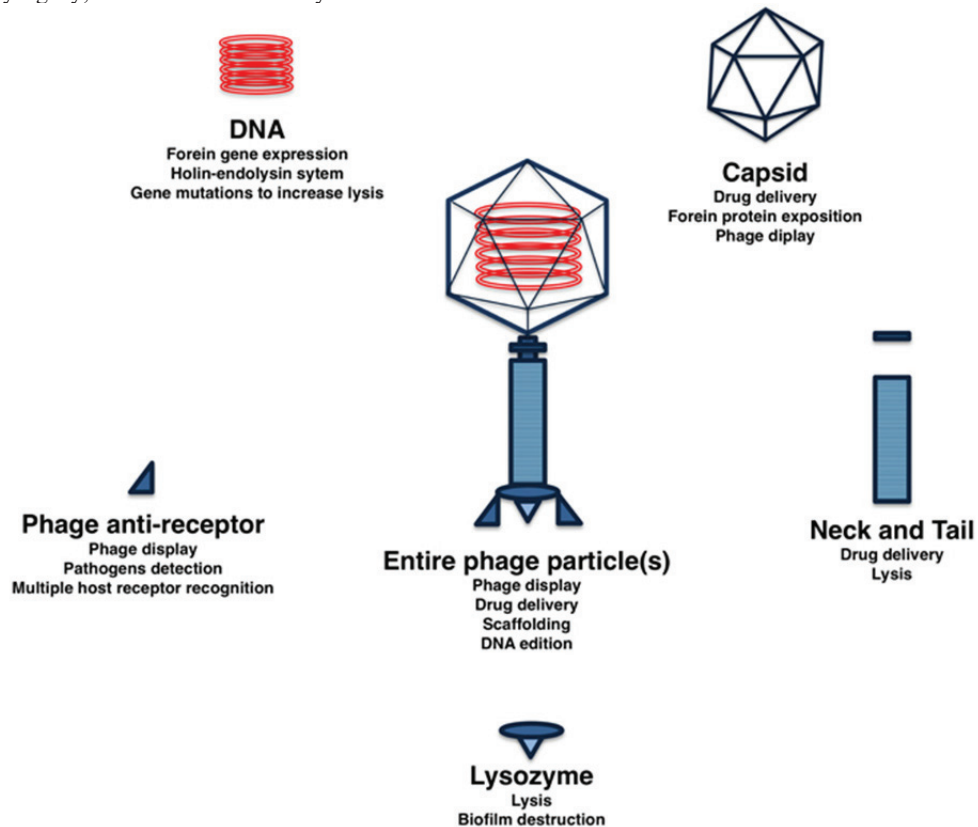 DNA
Forein gene expression
Holin-endolysin sytem
Gene mutations to increase lysis
Capsid
Drug delivery
Forein protein exposition
Phage diplay
Phage anti-receptor
Phage display
Pathogens detection
Multiple host receptor recognition
Entire phage particle(s)
Phage display
Drug delivery
Scaffolding
DNA edition
Neck and Tail
Drug delivery
Lysis
Lysozyme
Lysis
Biofilm destruction